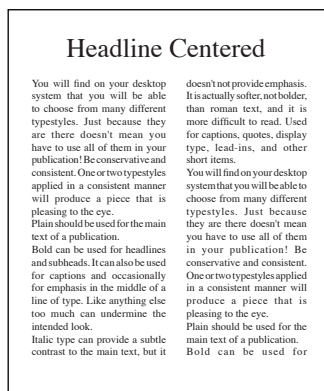 Headline Centered
You will find on your desktop
system that you will be able
to choose from many different
typestyles. Just because they
are there doesn't mean you
have to use all of them in your
publication! Be conservative and
consistent. One or two typestyles
applied in a consistent manner
will produce a piece that is
pleasing to the eye.
Plain should be used for the main
text of a publication.
Bold can be used for headlines
and subheads. It can also be used
for captions and occasionally
for emphasis in the middle of a
line of type. Like anything else
too much can undermine the
intended look.
Italic type can provide a subtle
contrast to the main text, but it
doesn't not provide emphasis.
It is actually softer, not bolder,
than roman text, and it is
more difficult to read. Used
for captions, quotes, display
type, lead-ins, and other
short items.
You will find on your desktop
system that you will be able to
choose from many different
typestyles. Just because
they are there doesn't mean
you have to use all of them
in your publication! Be
conservative and consistent.
One or two typestyles applied
in a consistent manner will
produce a piece that is
pleasing to the eye.
Plain should be used for the
main text of a publication.
Bold can be used for